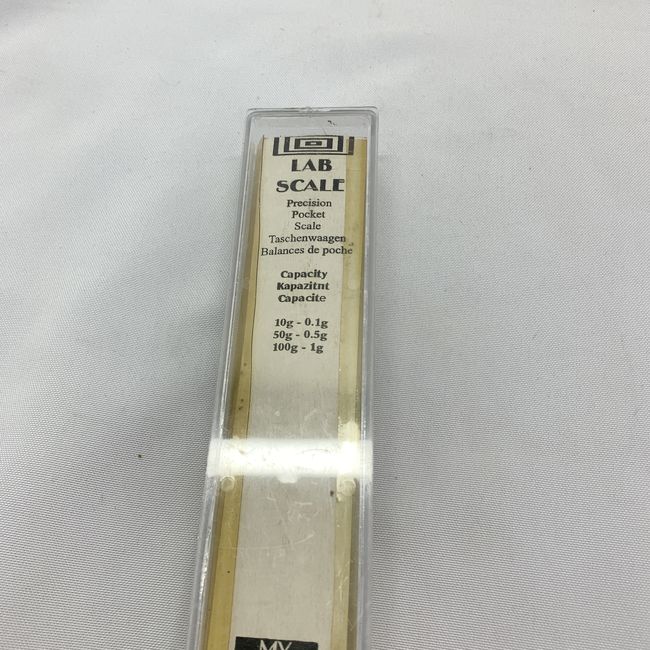 LAB
SCALE
Precision
Pocket
Scale
Taschenwaagen
Balances de poche
Capacity
Kapazitnt
Capacite
10g - 0.1g
50g - 0.5g
100g - 1g
MY